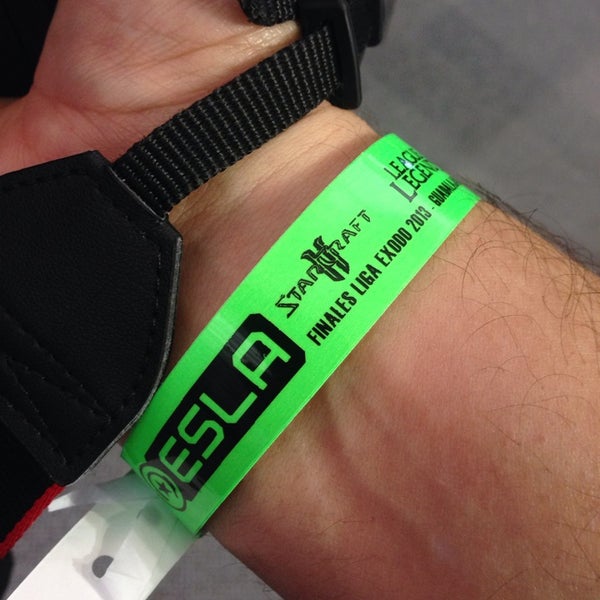 ESLA
STARCRAFT
LEAGUE
LEGENDS
FINALES LIGA EXODO 2013 -